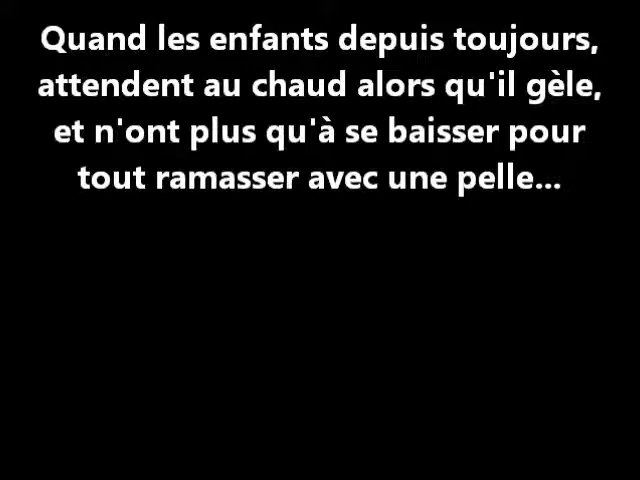 Quand les enfants depuis toujours,
attendent au chaud alors qu'il gèle,
et n'ont plus qu'à se baisser pour
tout ramasser avec une pelle...